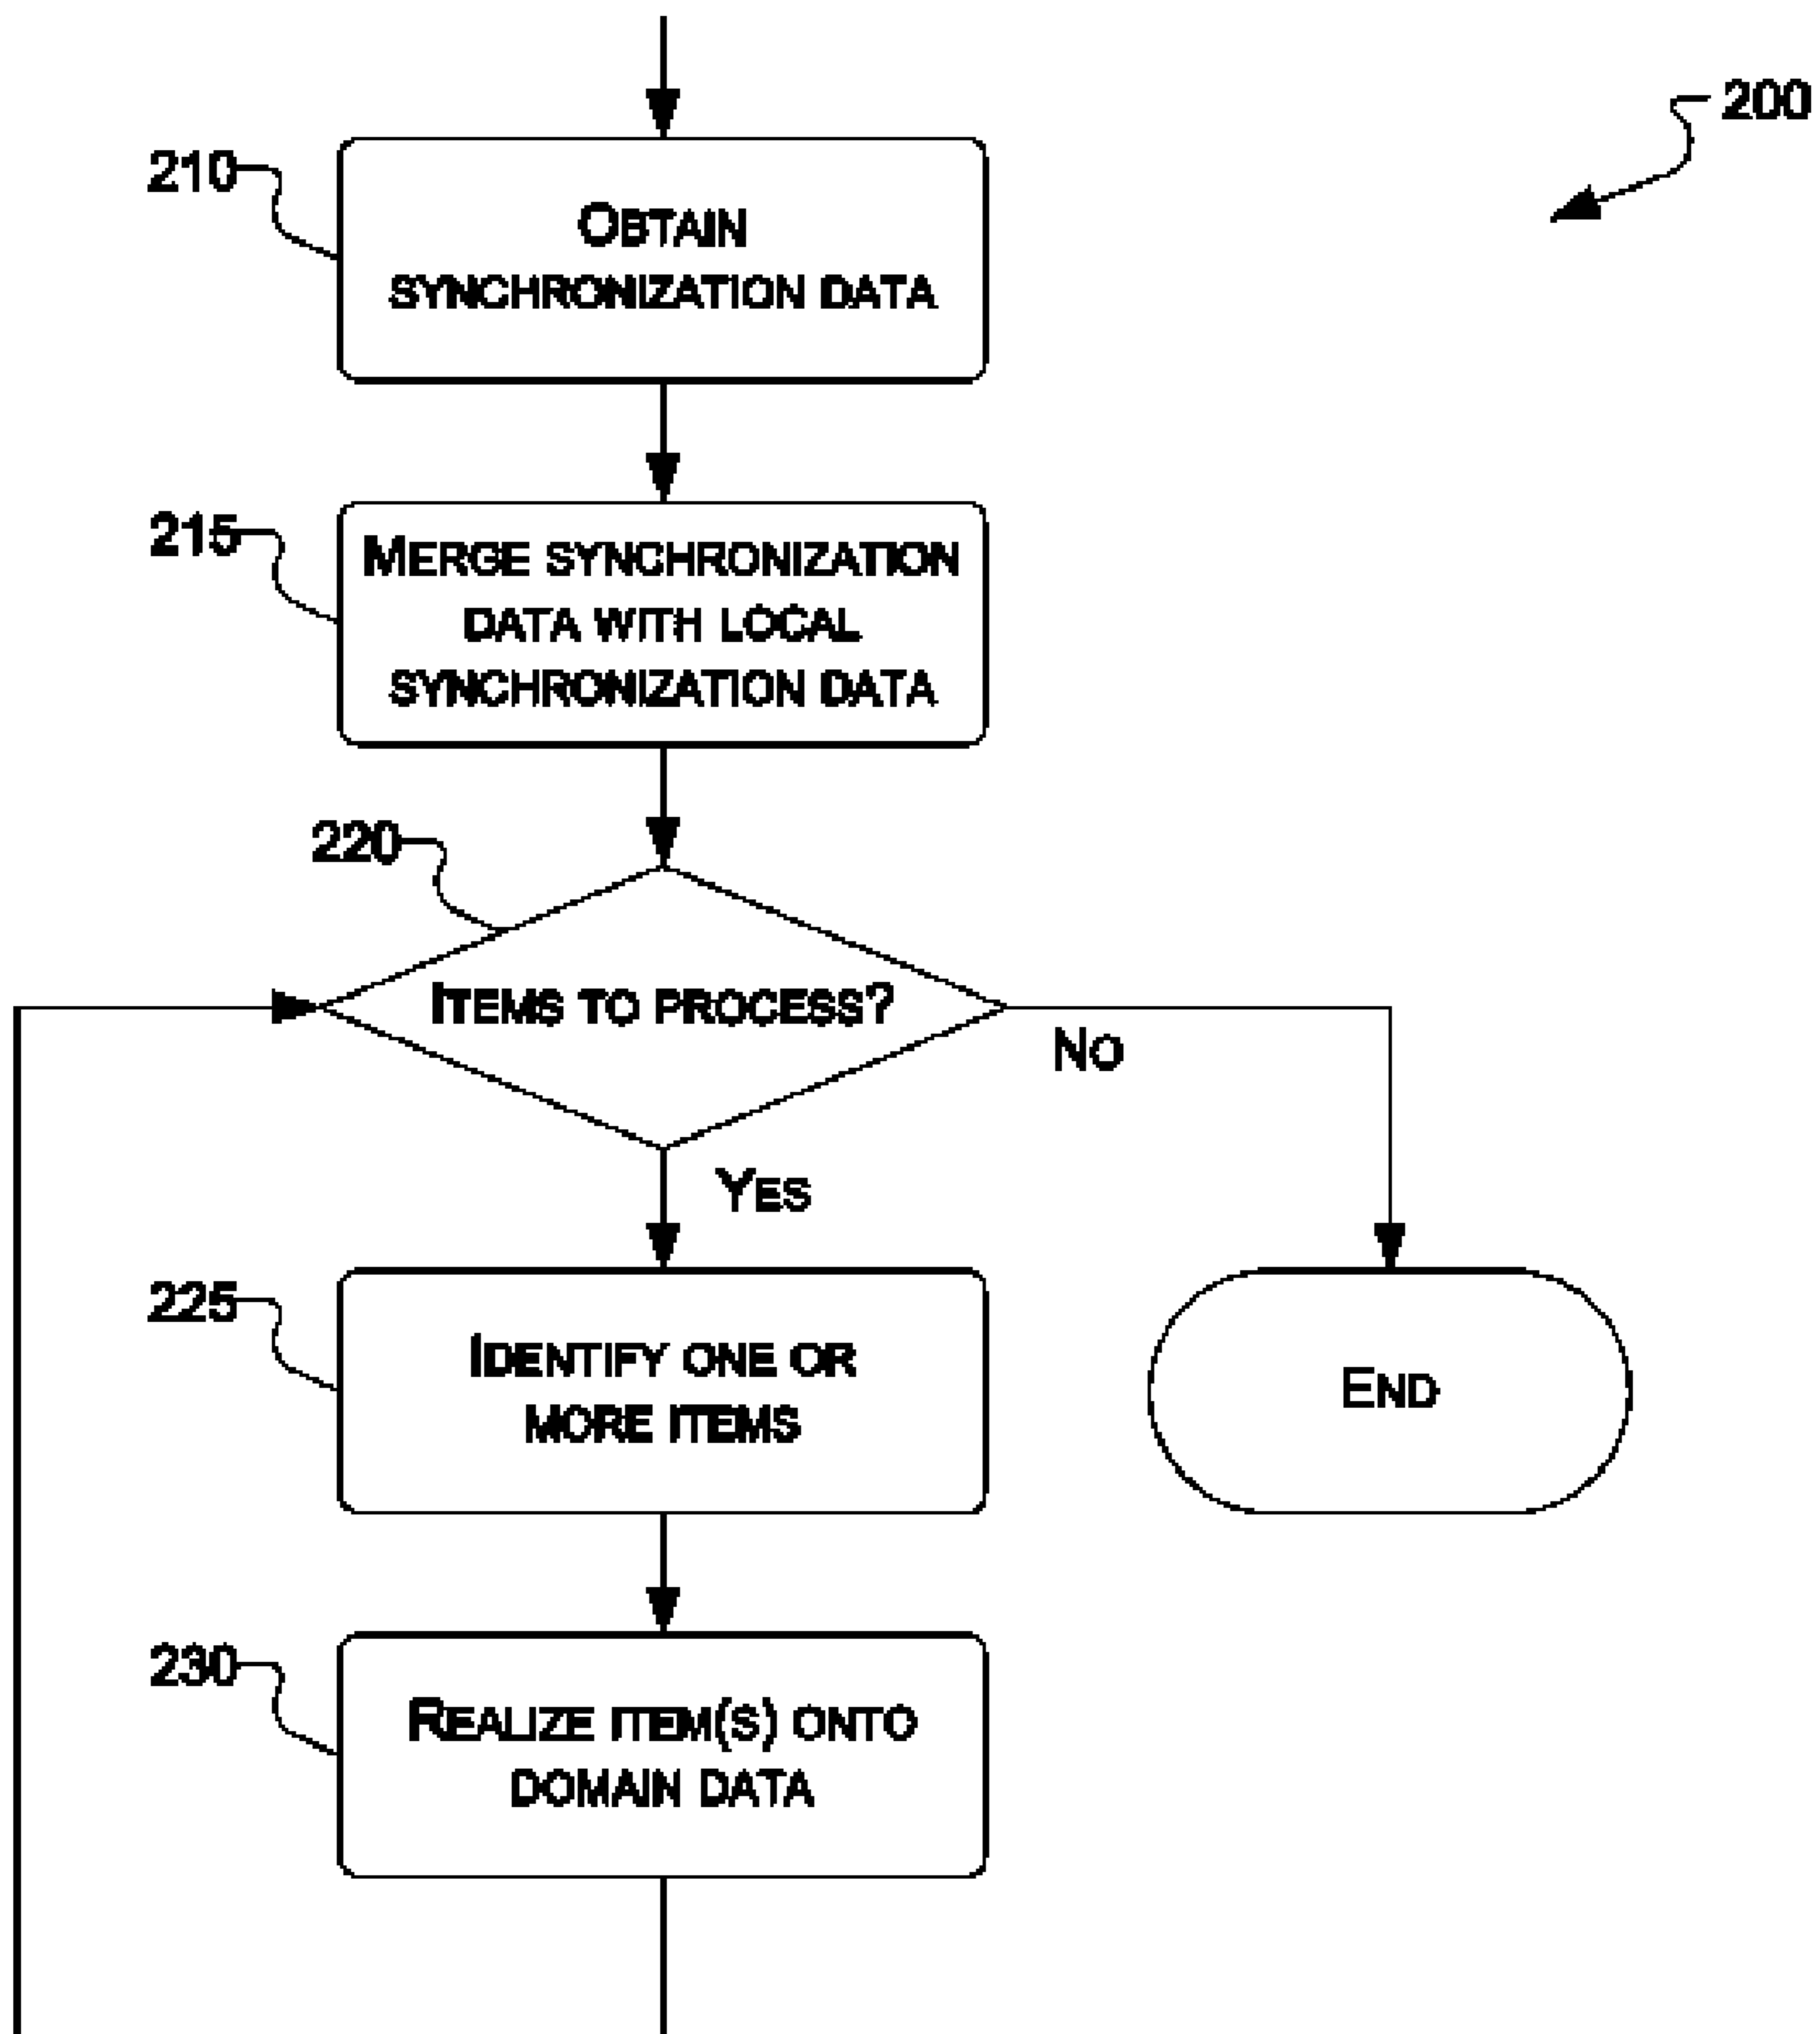 200
210
OBTAIN
SYNCHRONIZATION DATA
215
MERGE SYNCHRONIZATION
DATA WITH LOCAL
SYNCHRONIZATION DATA
220
ITEMS TO PROCESS?
NO
YES
225
IDENTIFY ONE OR
MORE ITEMS
END
230
REALIZE ITEM(S) ONTO
DOMAIN DATA